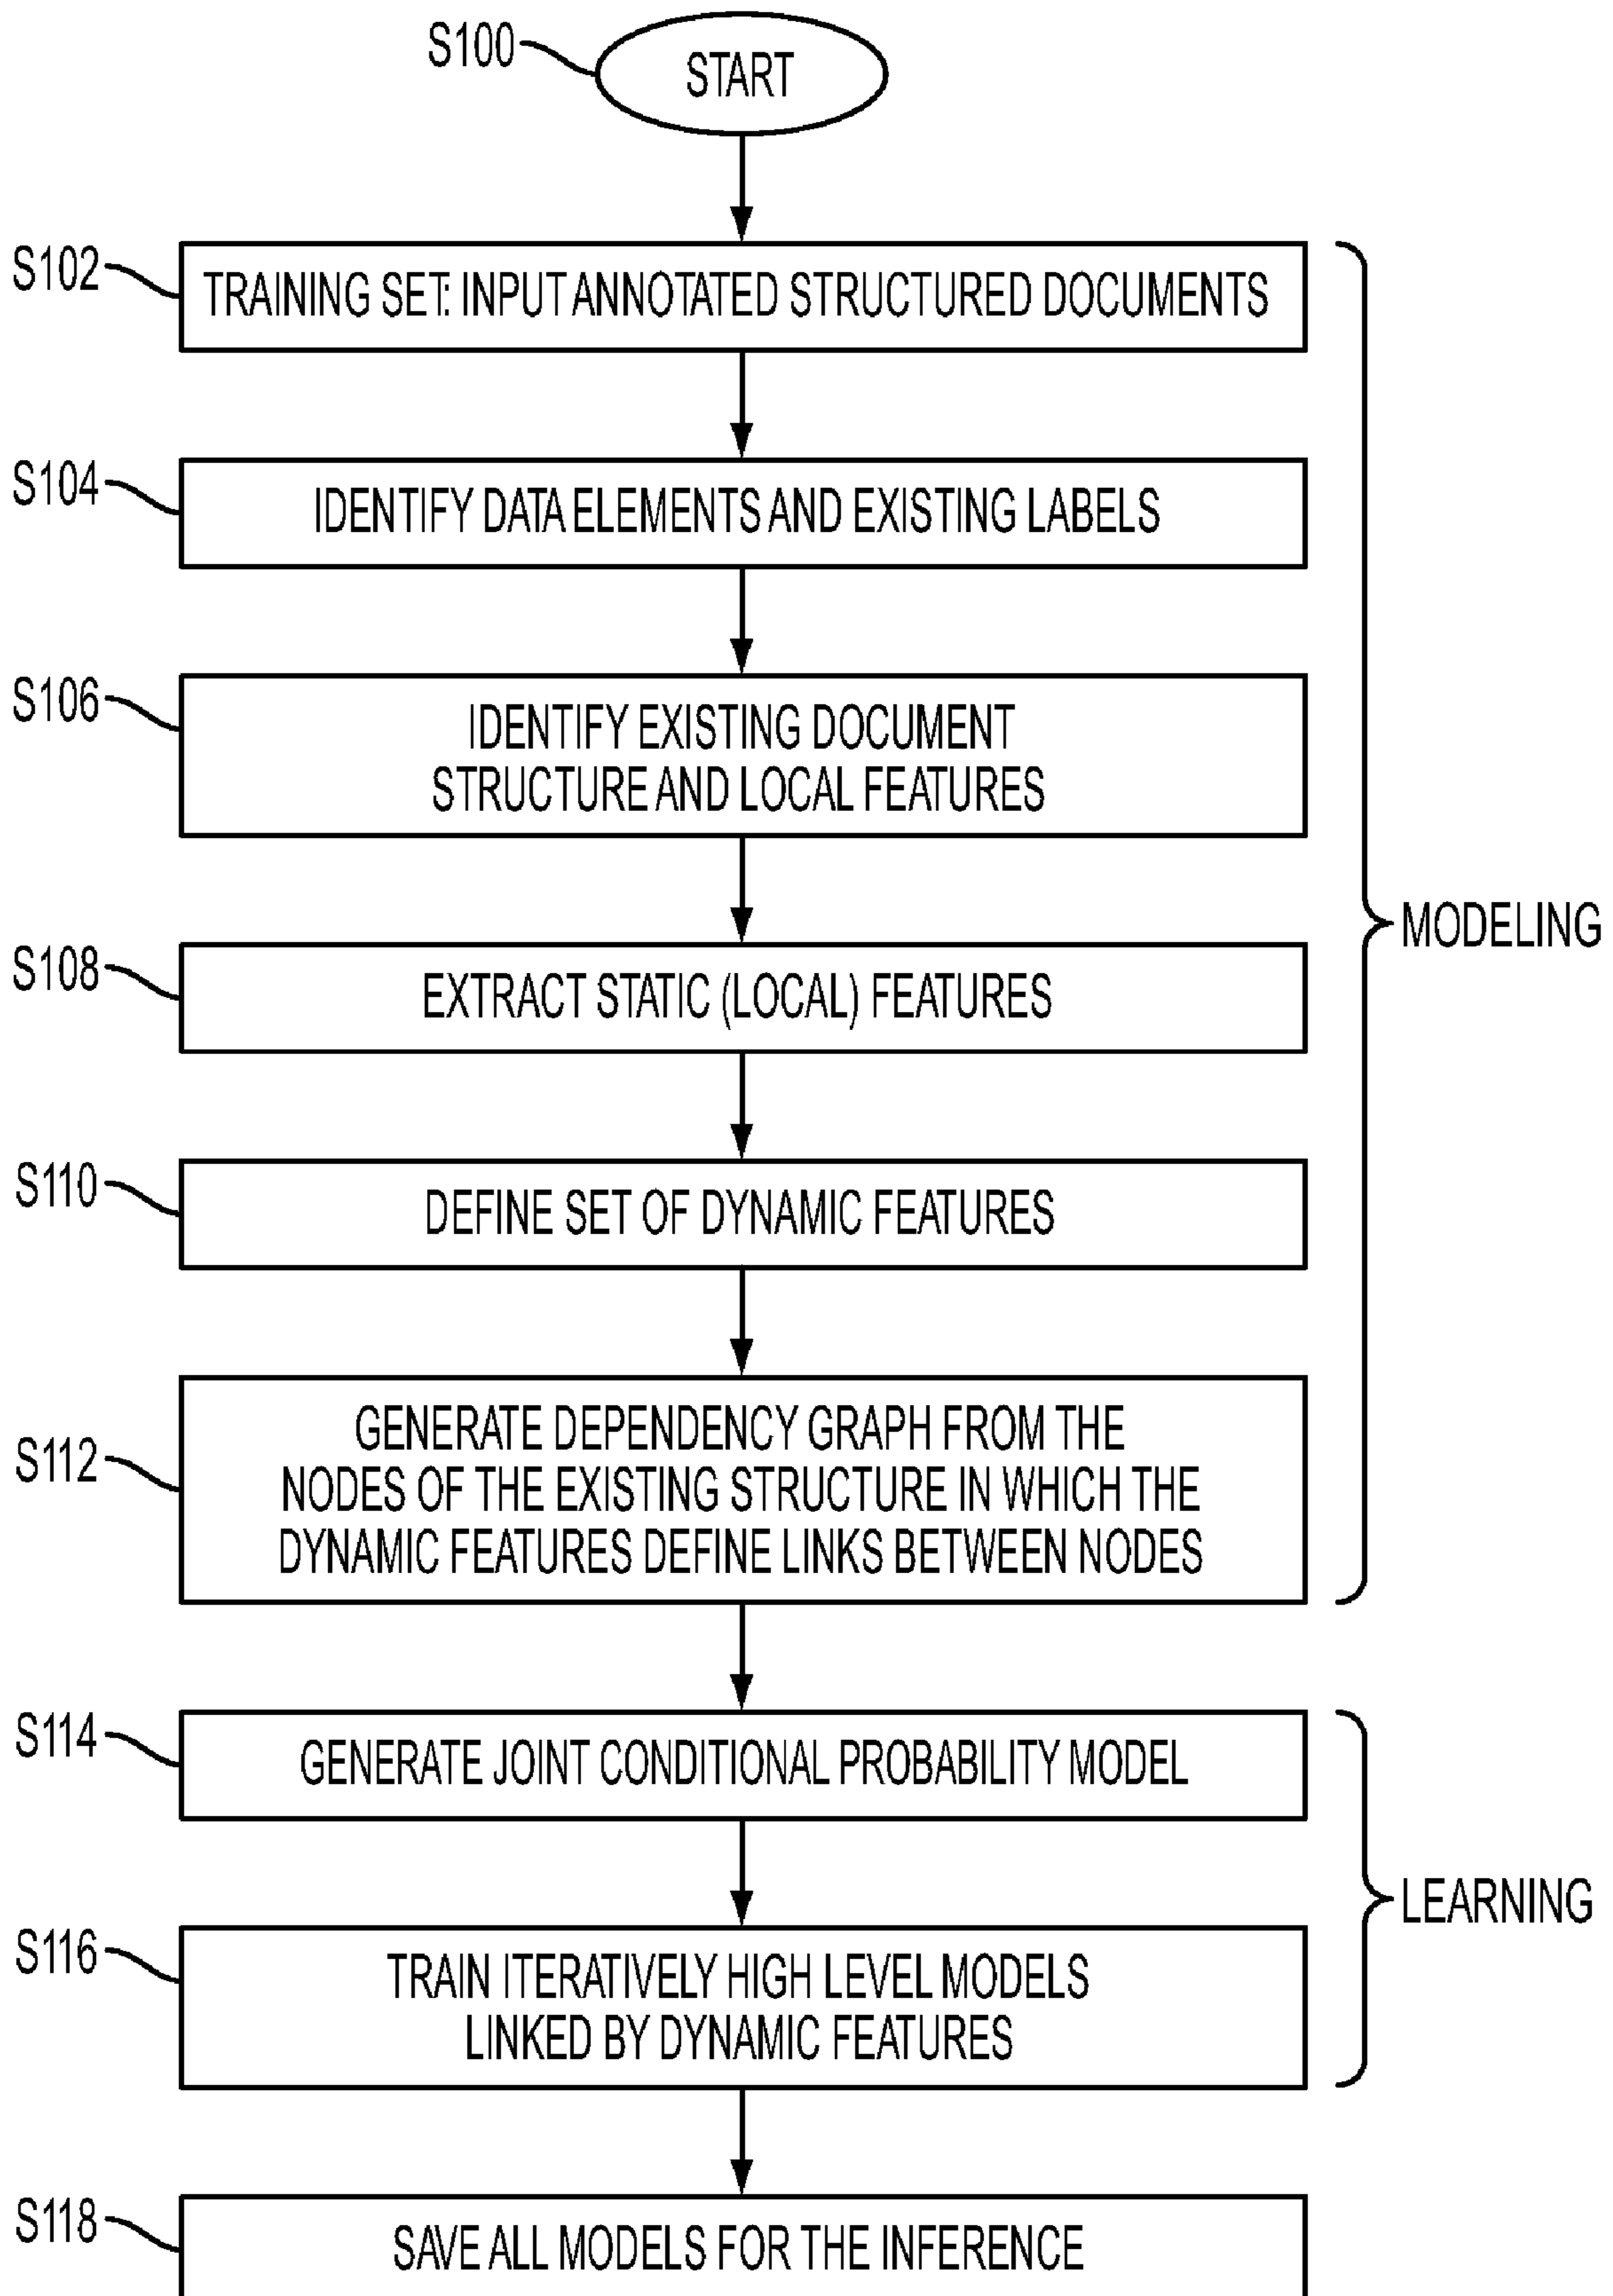 S100
START
S102
TRAINING SET: INPUT ANNOTATED STRUCTURED DOCUMENTS
S104
IDENTIFY DATA ELEMENTS AND EXISTING LABELS
S106
IDENTIFY EXISTING DOCUMENT
STRUCTURE AND LOCAL FEATURES
MODELING
S108
EXTRACT STATIC (LOCAL) FEATURES
S110
DEFINE SET OF DYNAMIC FEATURES
S112
GENERATE DEPENDENCY GRAPH FROM THE
NODES OF THE EXISTING STRUCTURE IN WHICH THE
DYNAMIC FEATURES DEFINE LINKS BETWEEN NODES
S114
GENERATE JOINT CONDITIONAL PROBABILITY MODEL
LEARNING
S116
TRAIN ITERATIVELY HIGH LEVEL MODELS
LINKED BY DYNAMIC FEATURES
S118
SAVE ALL MODELS FOR THE INFERENCE